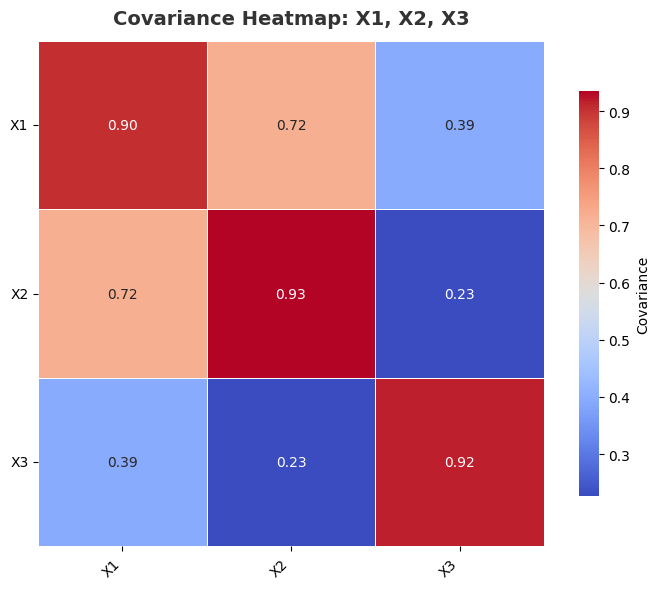 Covariance Heatmap: X1, X2, X3
X1 0.90 0.72 0.39
X2 0.72 0.93 0.23
X3 0.39 0.23 0.92
X1 X2 X3
0.9
0.8
0.7
0.6
0.5
0.4
0.3
Covariance